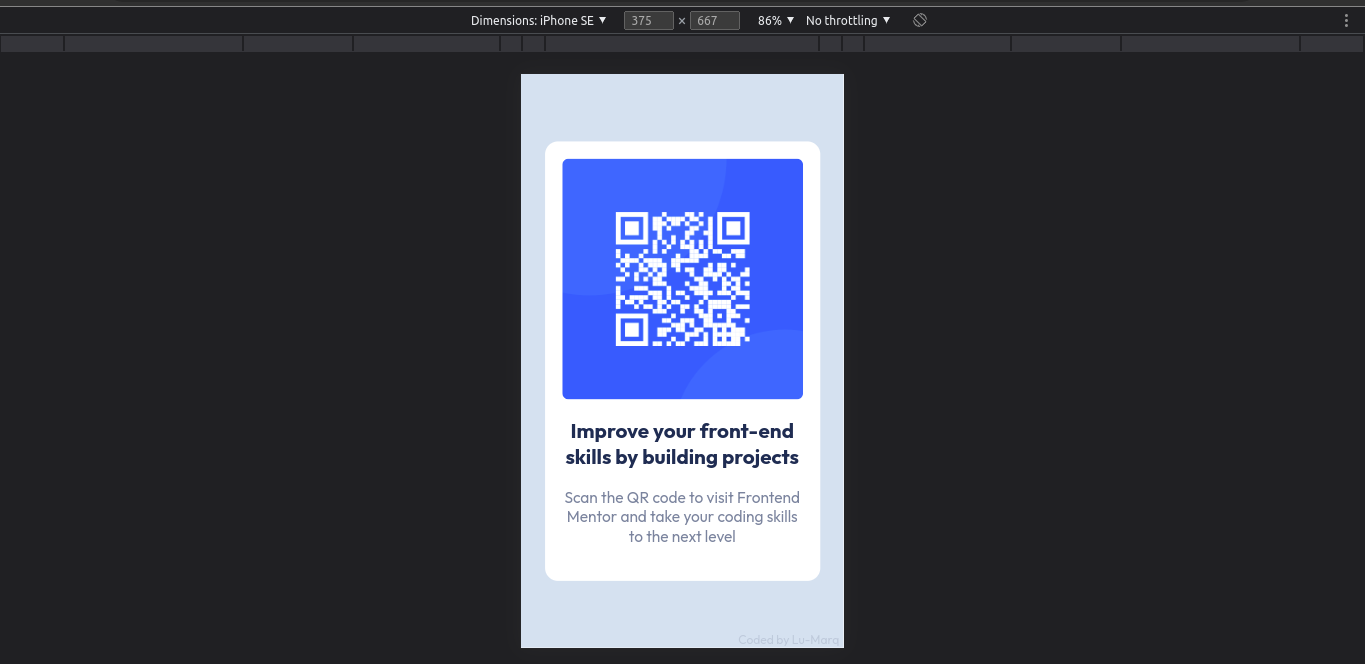 Dimensions: iPhone SE 375 × 667 86% No throttling
Improve your front-end
skills by building projects
Scan the QR code to visit Frontend
Mentor and take your coding skills
to the next level
Coded by Lu-Marq